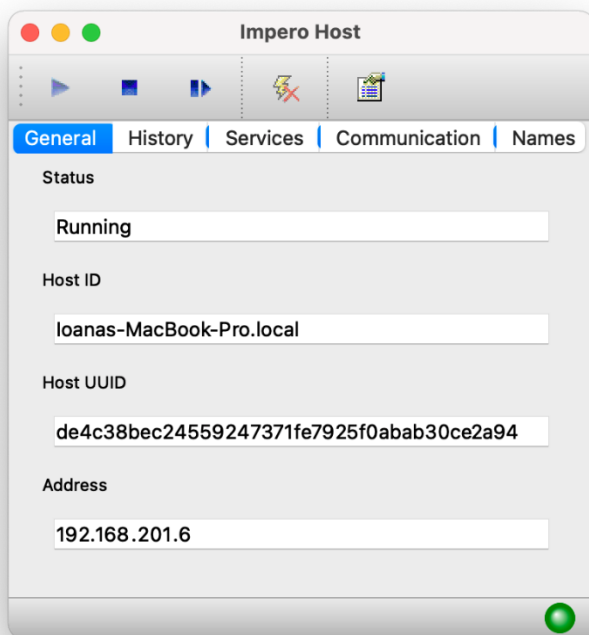 Impero Host
General History Services Communication Names
Status
Running
Host ID
Ioanas-MacBook-Pro.local
Host UUID
de4c38bec24559247371fe7925f0abab30ce2a94
Address
192.168.201.6